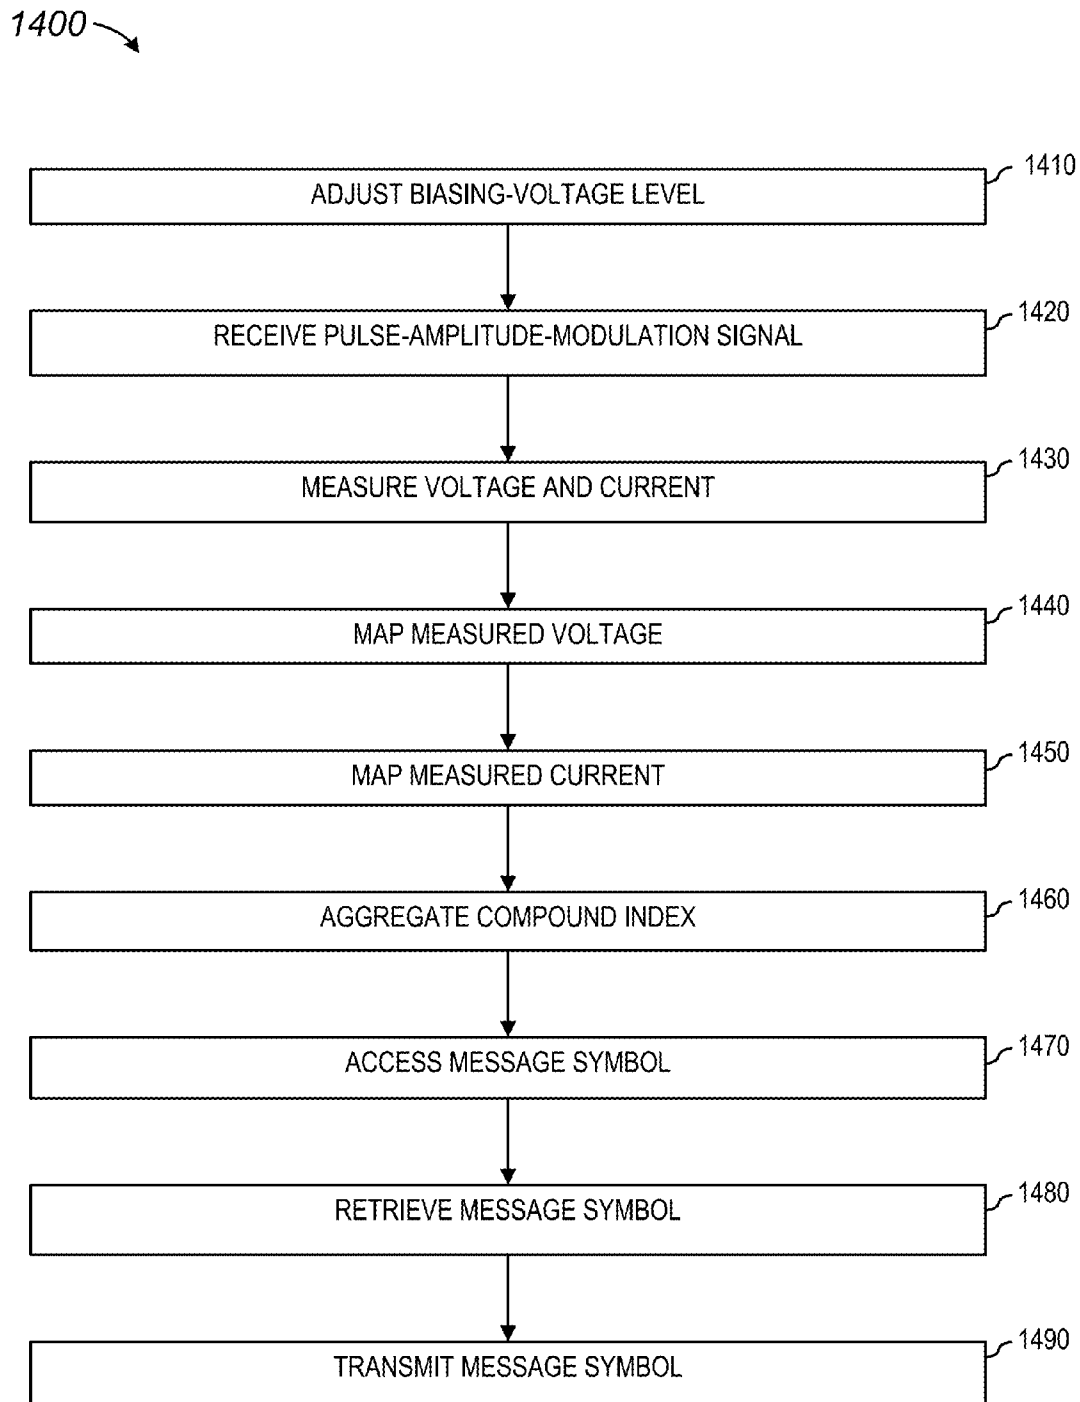 1400
1410
ADJUST BIASING-VOLTAGE LEVEL
1420
RECEIVE PULSE-AMPLITUDE-MODULATION SIGNAL
1430
MEASURE VOLTAGE AND CURRENT
1440
MAP MEASURED VOLTAGE
1450
MAP MEASURED CURRENT
1460
AGGREGATE COMPOUND INDEX
1470
ACCESS MESSAGE SYMBOL
1480
RETRIEVE MESSAGE SYMBOL
1490
TRANSMIT MESSAGE SYMBOL